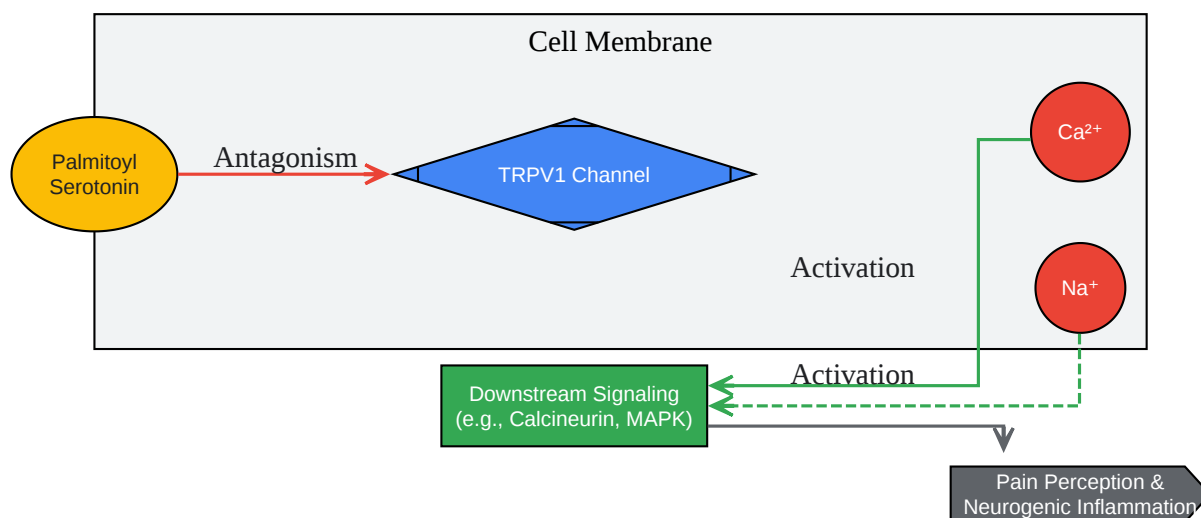 Cell Membrane
Palmitoyl
Serotonin
Antagonism
TRPV1 Channel
Ca²⁺
Activation
Na⁺
Activation
Downstream Signaling
(e.g., Calcineurin, MAPK)
Pain Perception &
Neurogenic Inflammation